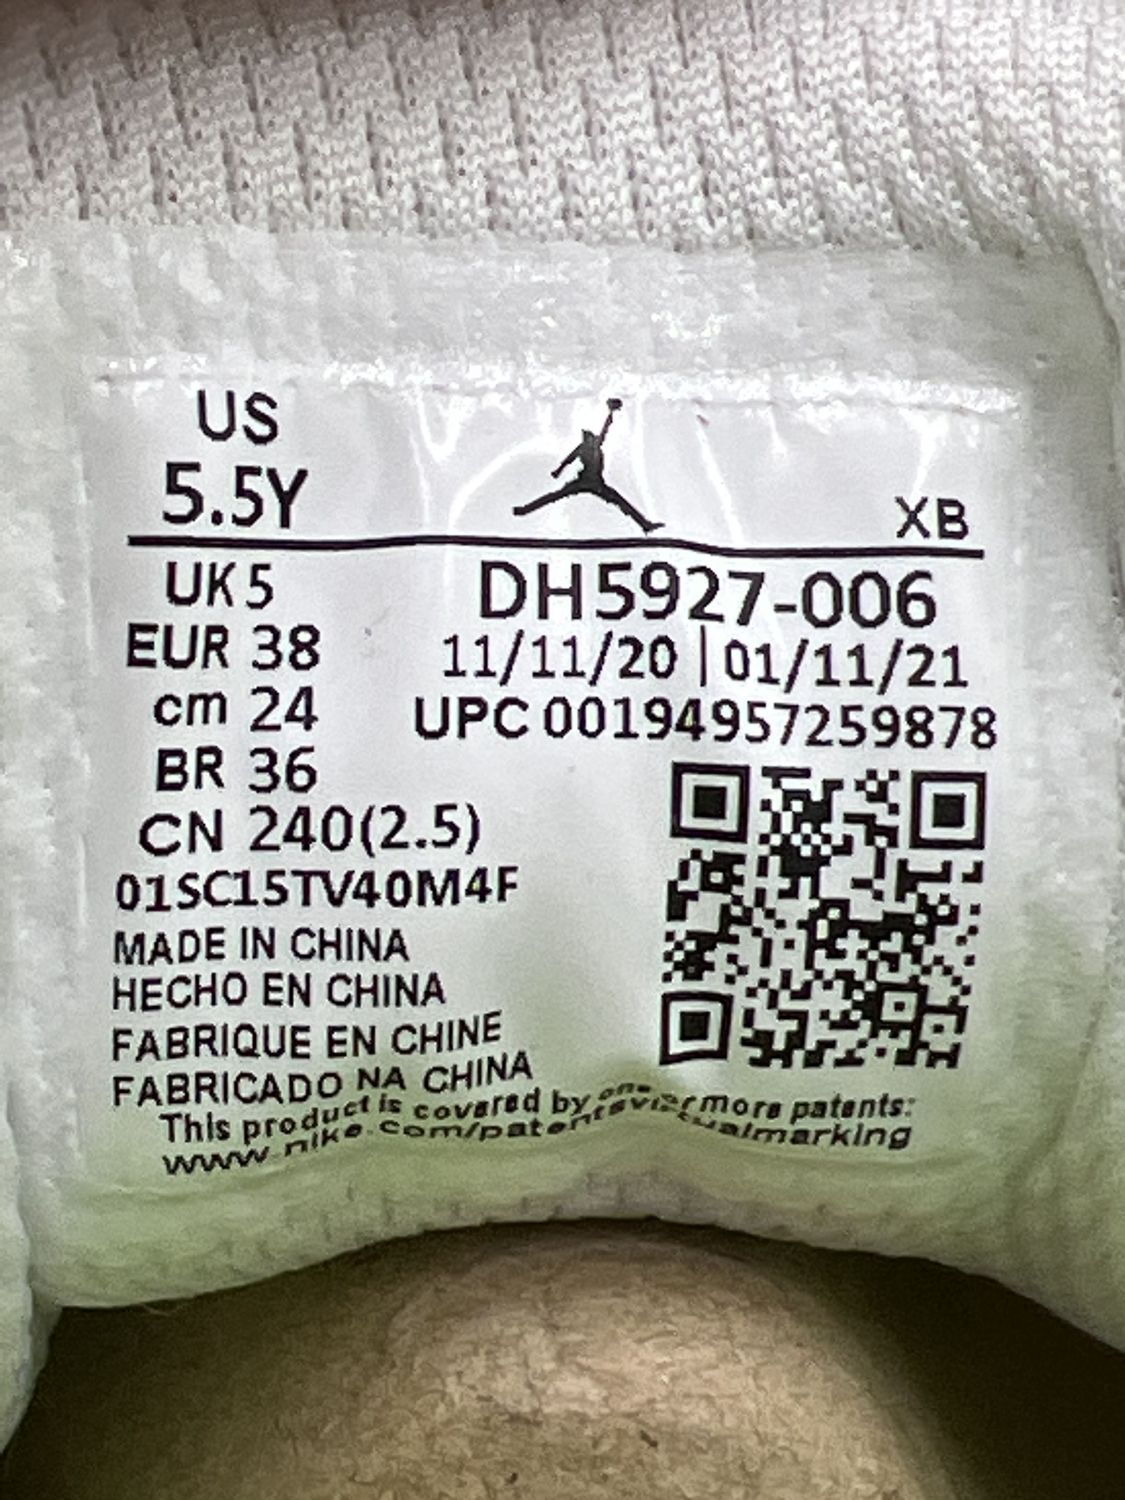 US
5.5Y
XB
UK 5
EUR 38
cm 24
BR 36
CN 240(2.5)
DH5927-006
11/11/20 | 01/11/21
UPC 00194957259878
01SC15TV40M4F
MADE IN CHINA
HECHO EN CHINA
FABRIQUE EN CHINE
FABRICADO NA CHINA
This product is covered by one or more patents:
www.nike.com/patentsvirtualmarking